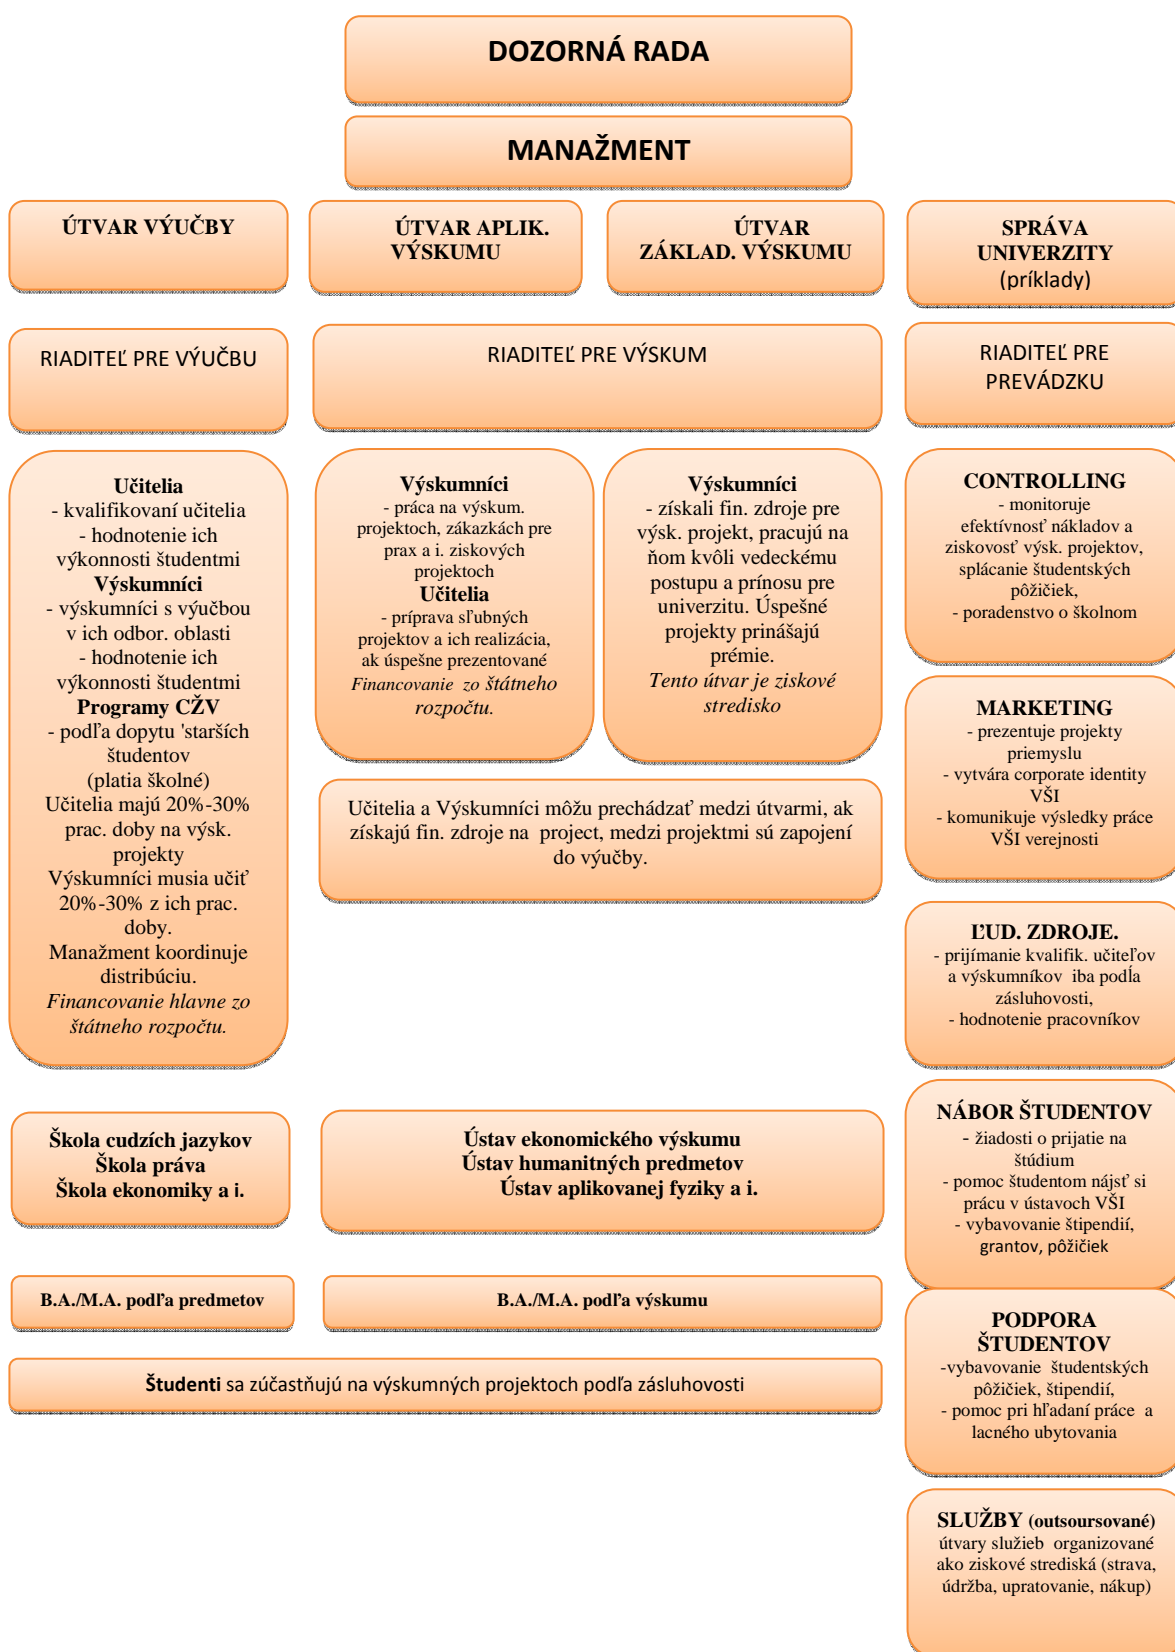 DOZORNÁ RADA
MANAŽMENT
ÚTVAR VÝUČBY
ÚTVAR APLIK.
VÝSKUMU
ÚTVAR
ZÁKLAD. VÝSKUMU
SPRÁVA
UNIVERZITY
(príklady)
RIADITEĽ PRE VÝUČBU
RIADITEĽ PRE VÝSKUM
RIADITEĽ PRE
PREVÁDZKU
Učitelia
- kvalifikovaní učitelia
- hodnotenie ich
výkonnosti študentmi
Výskumníci
- výskumníci s výučbou
v ich odbor. oblasti
- hodnotenie ich
výkonnosti študentmi
Programy CŽV
- podľa dopytu 'starších
študentov
(platia školné)
Učitelia majú 20%-30%
prac. doby na výsk.
projekty
Výskumníci musia učiť
20%-30% z ich prac.
doby.
Manažment koordinuje
distribúciu.
Financovanie hlavne zo
štátneho rozpočtu.
Výskumníci
- práca na výskum.
projektoch, zákazkách pre
prax a i. ziskových
projektoch
Učitelia
- príprava sľubných
projektov a ich realizácia,
ak úspešne prezentované
Financovanie zo štátneho
rozpočtu.
Výskumníci
- získali fin. zdroje pre
výsk. projekt, pracujú na
ňom kvôli vedeckému
postupu a prínosu pre
univerzitu. Úspešné
projekty prinášajú
prémie.
Tento útvar je ziskové
stredisko
Učitelia a Výskumníci môžu prechádzať medzi útvarmi, ak
získajú fin. zdroje na project, medzi projektmi sú zapojení
do výučby.
CONTROLLING
- monitoruje
efektívnosť nákladov a
ziskovosť výsk. projektov,
splácanie študentských
pôžičiek,
- poradenstvo o školnom
MARKETING
- prezentuje projekty
priemyslu
- vytvára corporate identity
VŠI
- komunikuje výsledky práce
VŠI verejnosti
ĽUD. ZDROJE.
- prijímanie kvalifik. učiteľov
a výskumníkov iba podĺa
zásluhovosti,
- hodnotenie pracovníkov
NÁBOR ŠTUDENTOV
- žiadosti o prijatie na
štúdium
- pomoc študentom nájsť si
prácu v ústavoch VŠI
- vybavovanie štipendií,
grantov, pôžičiek
PODPORA
ŠTUDENTOV
-vybavovanie študentských
pôžičiek, štipendií,
- pomoc pri hľadaní práce a
lacného ubytovania
SLUŽBY (outsoursované)
útvary služieb organizované
ako ziskové strediská (strava,
údržba, upratovanie, nákup)
Škola cudzích jazykov
Škola práva
Škola ekonomiky a i.
Ústav ekonomického výskumu
Ústav humanitných predmetov
Ústav aplikovanej fyziky a i.
B.A./M.A. podľa predmetov
B.A./M.A. podľa výskumu
Študenti sa zúčastňujú na výskumných projektoch podľa zásluhovosti